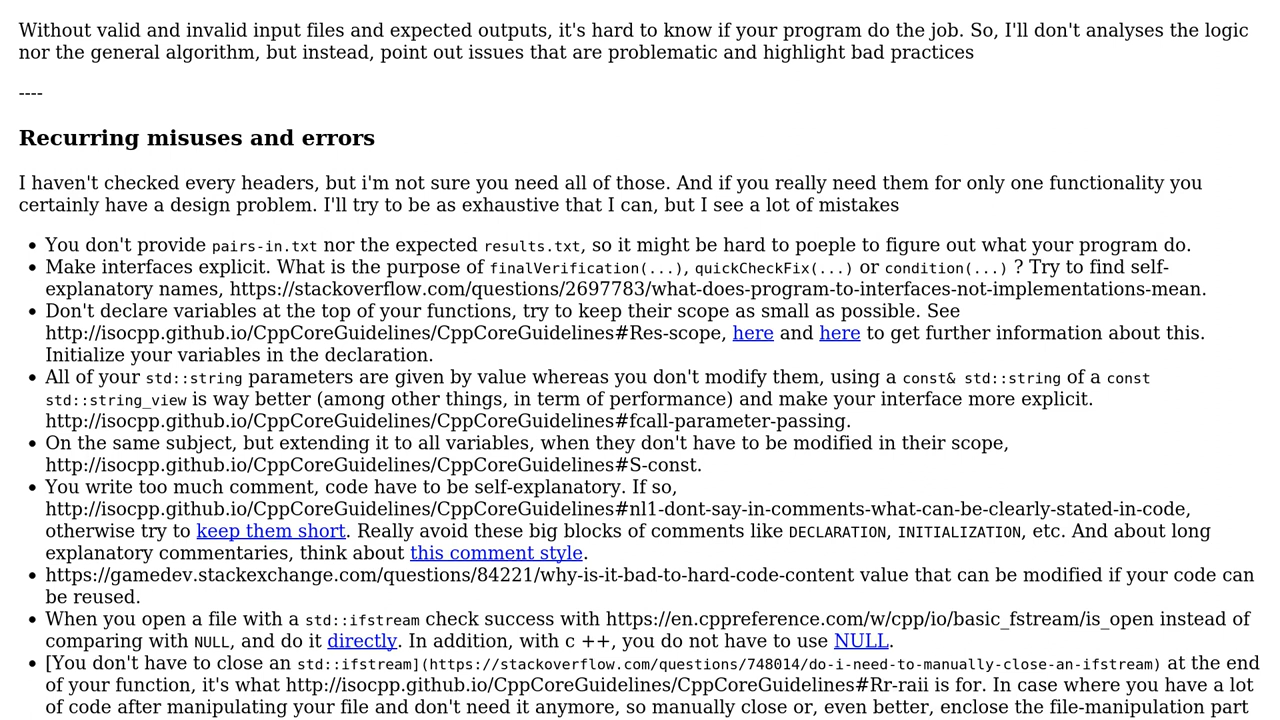 Without valid and invalid input files and expected outputs, it's hard to know if your program do the job. So, I'll don't analyses the logic
nor the general algorithm, but instead, point out issues that are problematic and highlight bad practices
----
Recurring misuses and errors
I haven't checked every headers, but i'm not sure you need all of those. And if you really need them for only one functionality you
certainly have a design problem. I'll try to be as exhaustive that I can, but I see a lot of mistakes
• You don't provide pairs-in.txt nor the expected results.txt, so it might be hard to poeple to figure out what your program do.
• Make interfaces explicit. What is the purpose of finalVerification(...), quickCheckFix(...) or condition(...) ? Try to find self-
explanatory names, https://stackoverflow.com/questions/2697783/what-does-program-to-interfaces-not-implementations-mean.
• Don't declare variables at the top of your functions, try to keep their scope as small as possible. See
http://isocpp.github.io/CppCoreGuidelines/CppCoreGuidelines#Res-scope, here and here to get further information about this.
Initialize your variables in the declaration.
• All of your std::string parameters are given by value whereas you don't modify them, using a const& std::string of a const
std::string_view is way better (among other things, in term of performance) and make your interface more explicit.
http://isocpp.github.io/CppCoreGuidelines/CppCoreGuidelines#fcall-parameter-passing.
• On the same subject, but extending it to all variables, when they don't have to be modified in their scope,
http://isocpp.github.io/CppCoreGuidelines/CppCoreGuidelines#S-const.
• You write too much comment, code have to be self-explanatory. If so,
http://isocpp.github.io/CppCoreGuidelines/CppCoreGuidelines#nl1-dont-say-in-comments-what-can-be-clearly-stated-in-code,
otherwise try to keep them short. Really avoid these big blocks of comments like DECLARATION, INITIALIZATION, etc. And about long
explanatory commentaries, think about this comment style.
• https://gamedev.stackexchange.com/questions/84221/why-is-it-bad-to-hard-code-content value that can be modified if your code can
be reused.
• When you open a file with a std::ifstream check success with https://en.cppreference.com/w/cpp/io/basic_fstream/is_open instead of
comparing with NULL, and do it directly. In addition, with c ++, you do not have to use NULL.
• [You don't have to close an std::ifstream](https://stackoverflow.com/questions/748014/do-i-need-to-manually-close-an-ifstream) at the end
of your function, it's what http://isocpp.github.io/CppCoreGuidelines/CppCoreGuidelines#Rr-raii is for. In case where you have a lot
of code after manipulating your file and don't need it anymore, so manually close or, even better, enclose the file-manipulation part